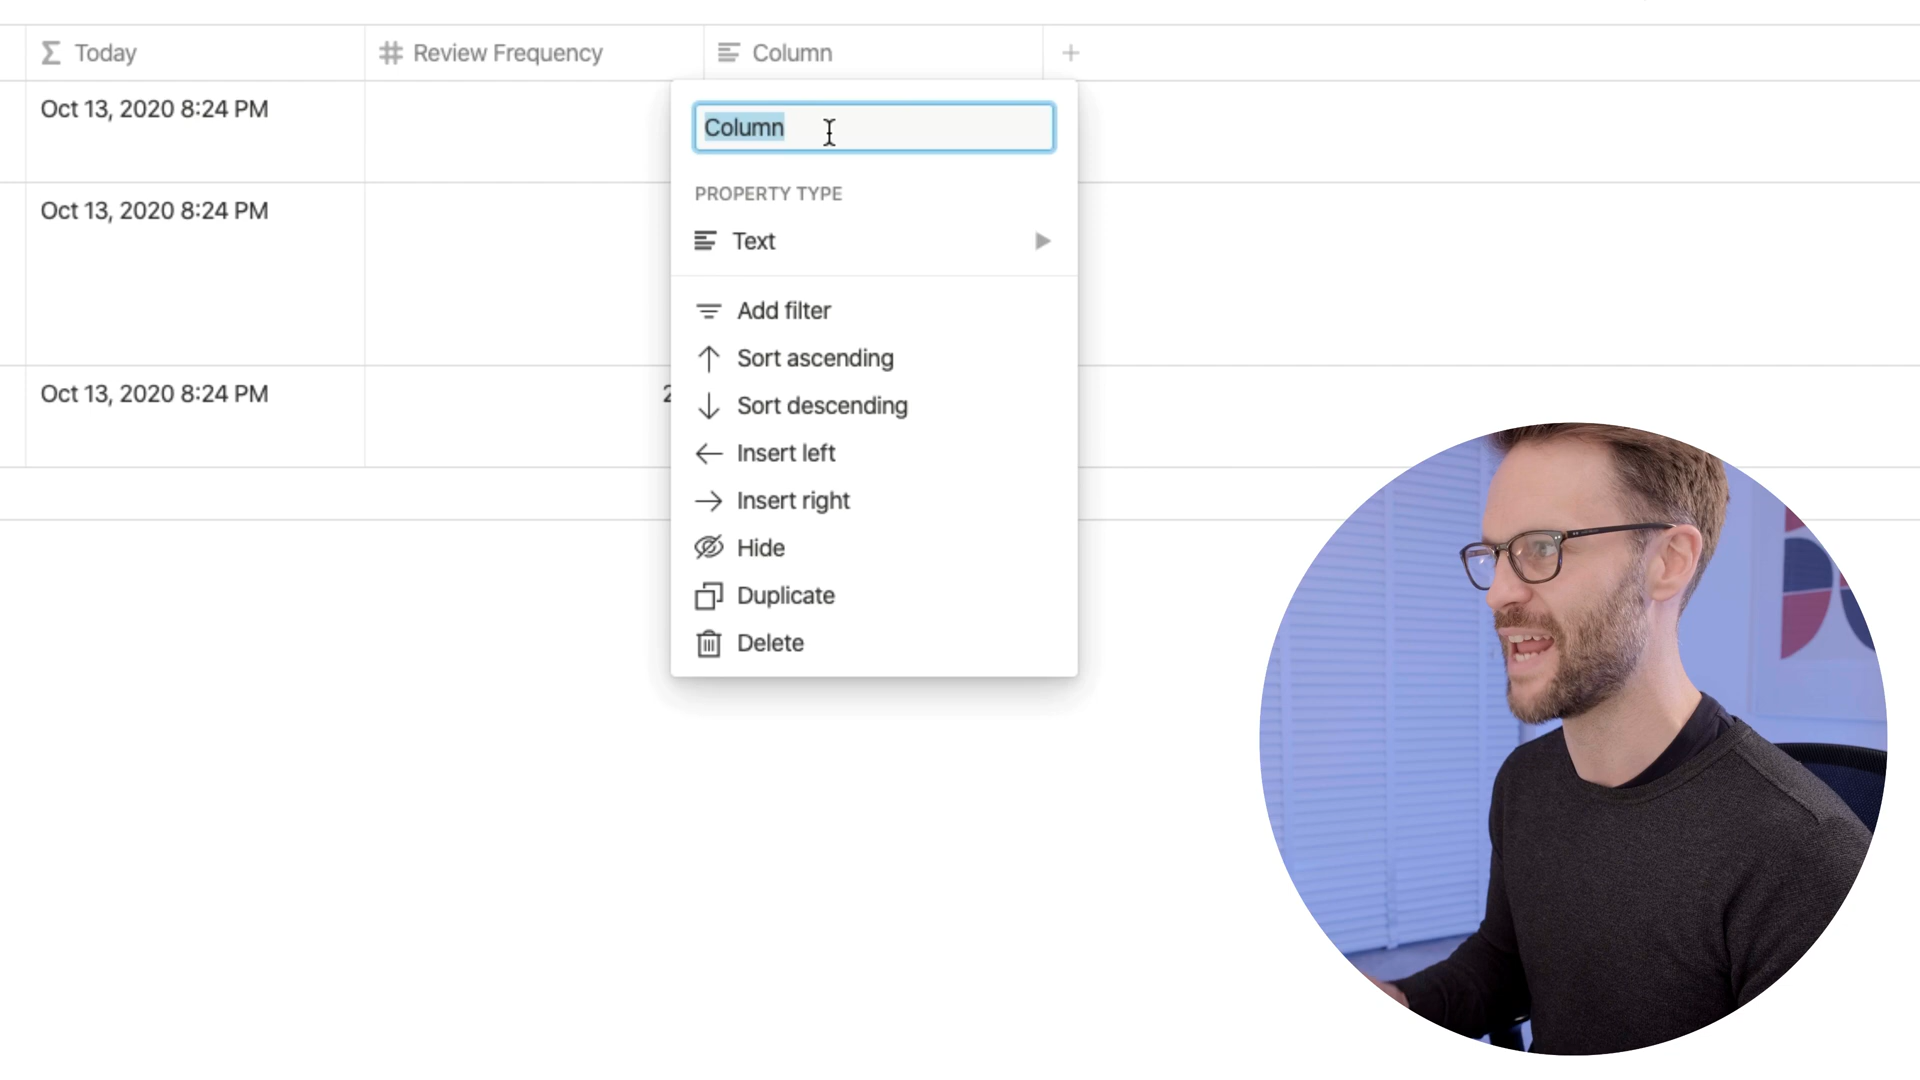 Today
Review Frequency
Column
Oct 13, 2020 8:24 PM
Oct 13, 2020 8:24 PM
Oct 13, 2020 8:24 PM
2
Column
PROPERTY TYPE
Text
Add filter
Sort ascending
Sort descending
Insert left
Insert right
Hide
Duplicate
Delete